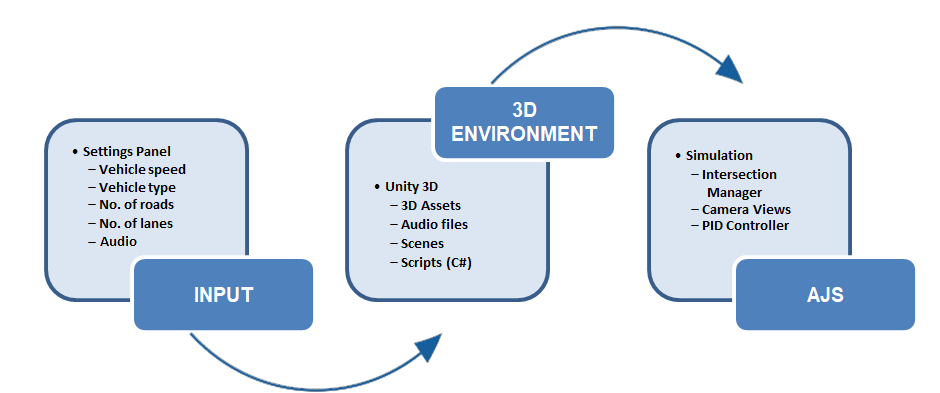 • Settings Panel
– Vehicle speed
– Vehicle type
– No. of roads
– No. of lanes
– Audio
INPUT
3D
ENVIRONMENT
• Unity 3D
– 3D Assets
– Audio files
– Scenes
– Scripts (C#)
• Simulation
– Intersection
Manager
– Camera Views
– PID Controller
AJS